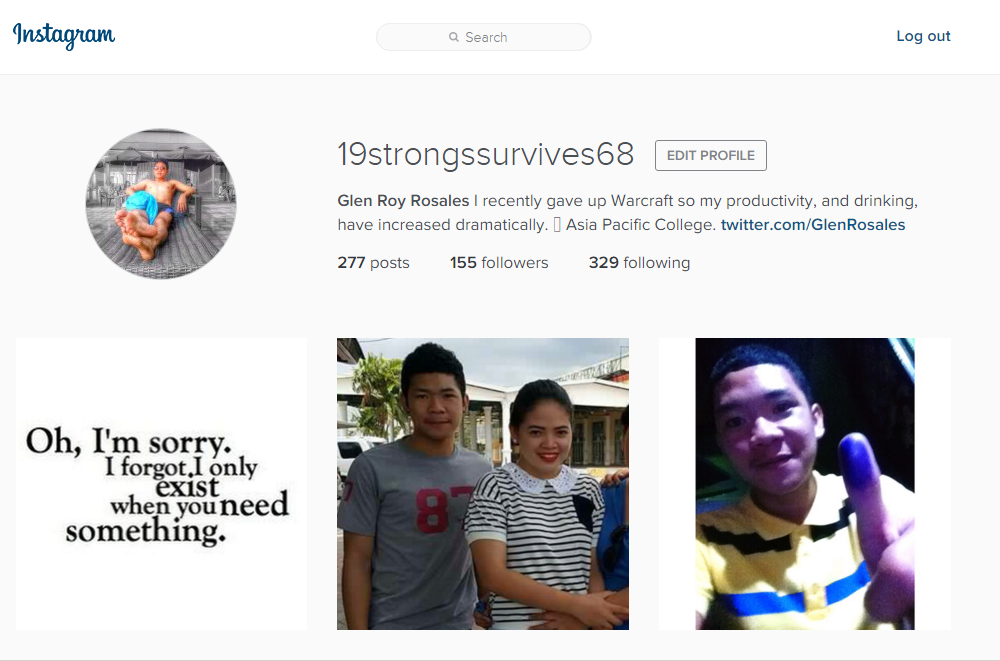 Instagram
Search
Log out
19strongssurvives68
EDIT PROFILE
Glen Roy Rosales I recently gave up Warcraft so my productivity, and drinking,
have increased dramatically. Asia Pacific College. twitter.com/GlenRosales
277 posts 155 followers 329 following
Oh, I'm sorry.
I forgot.I only
exist
when you need
something.
87